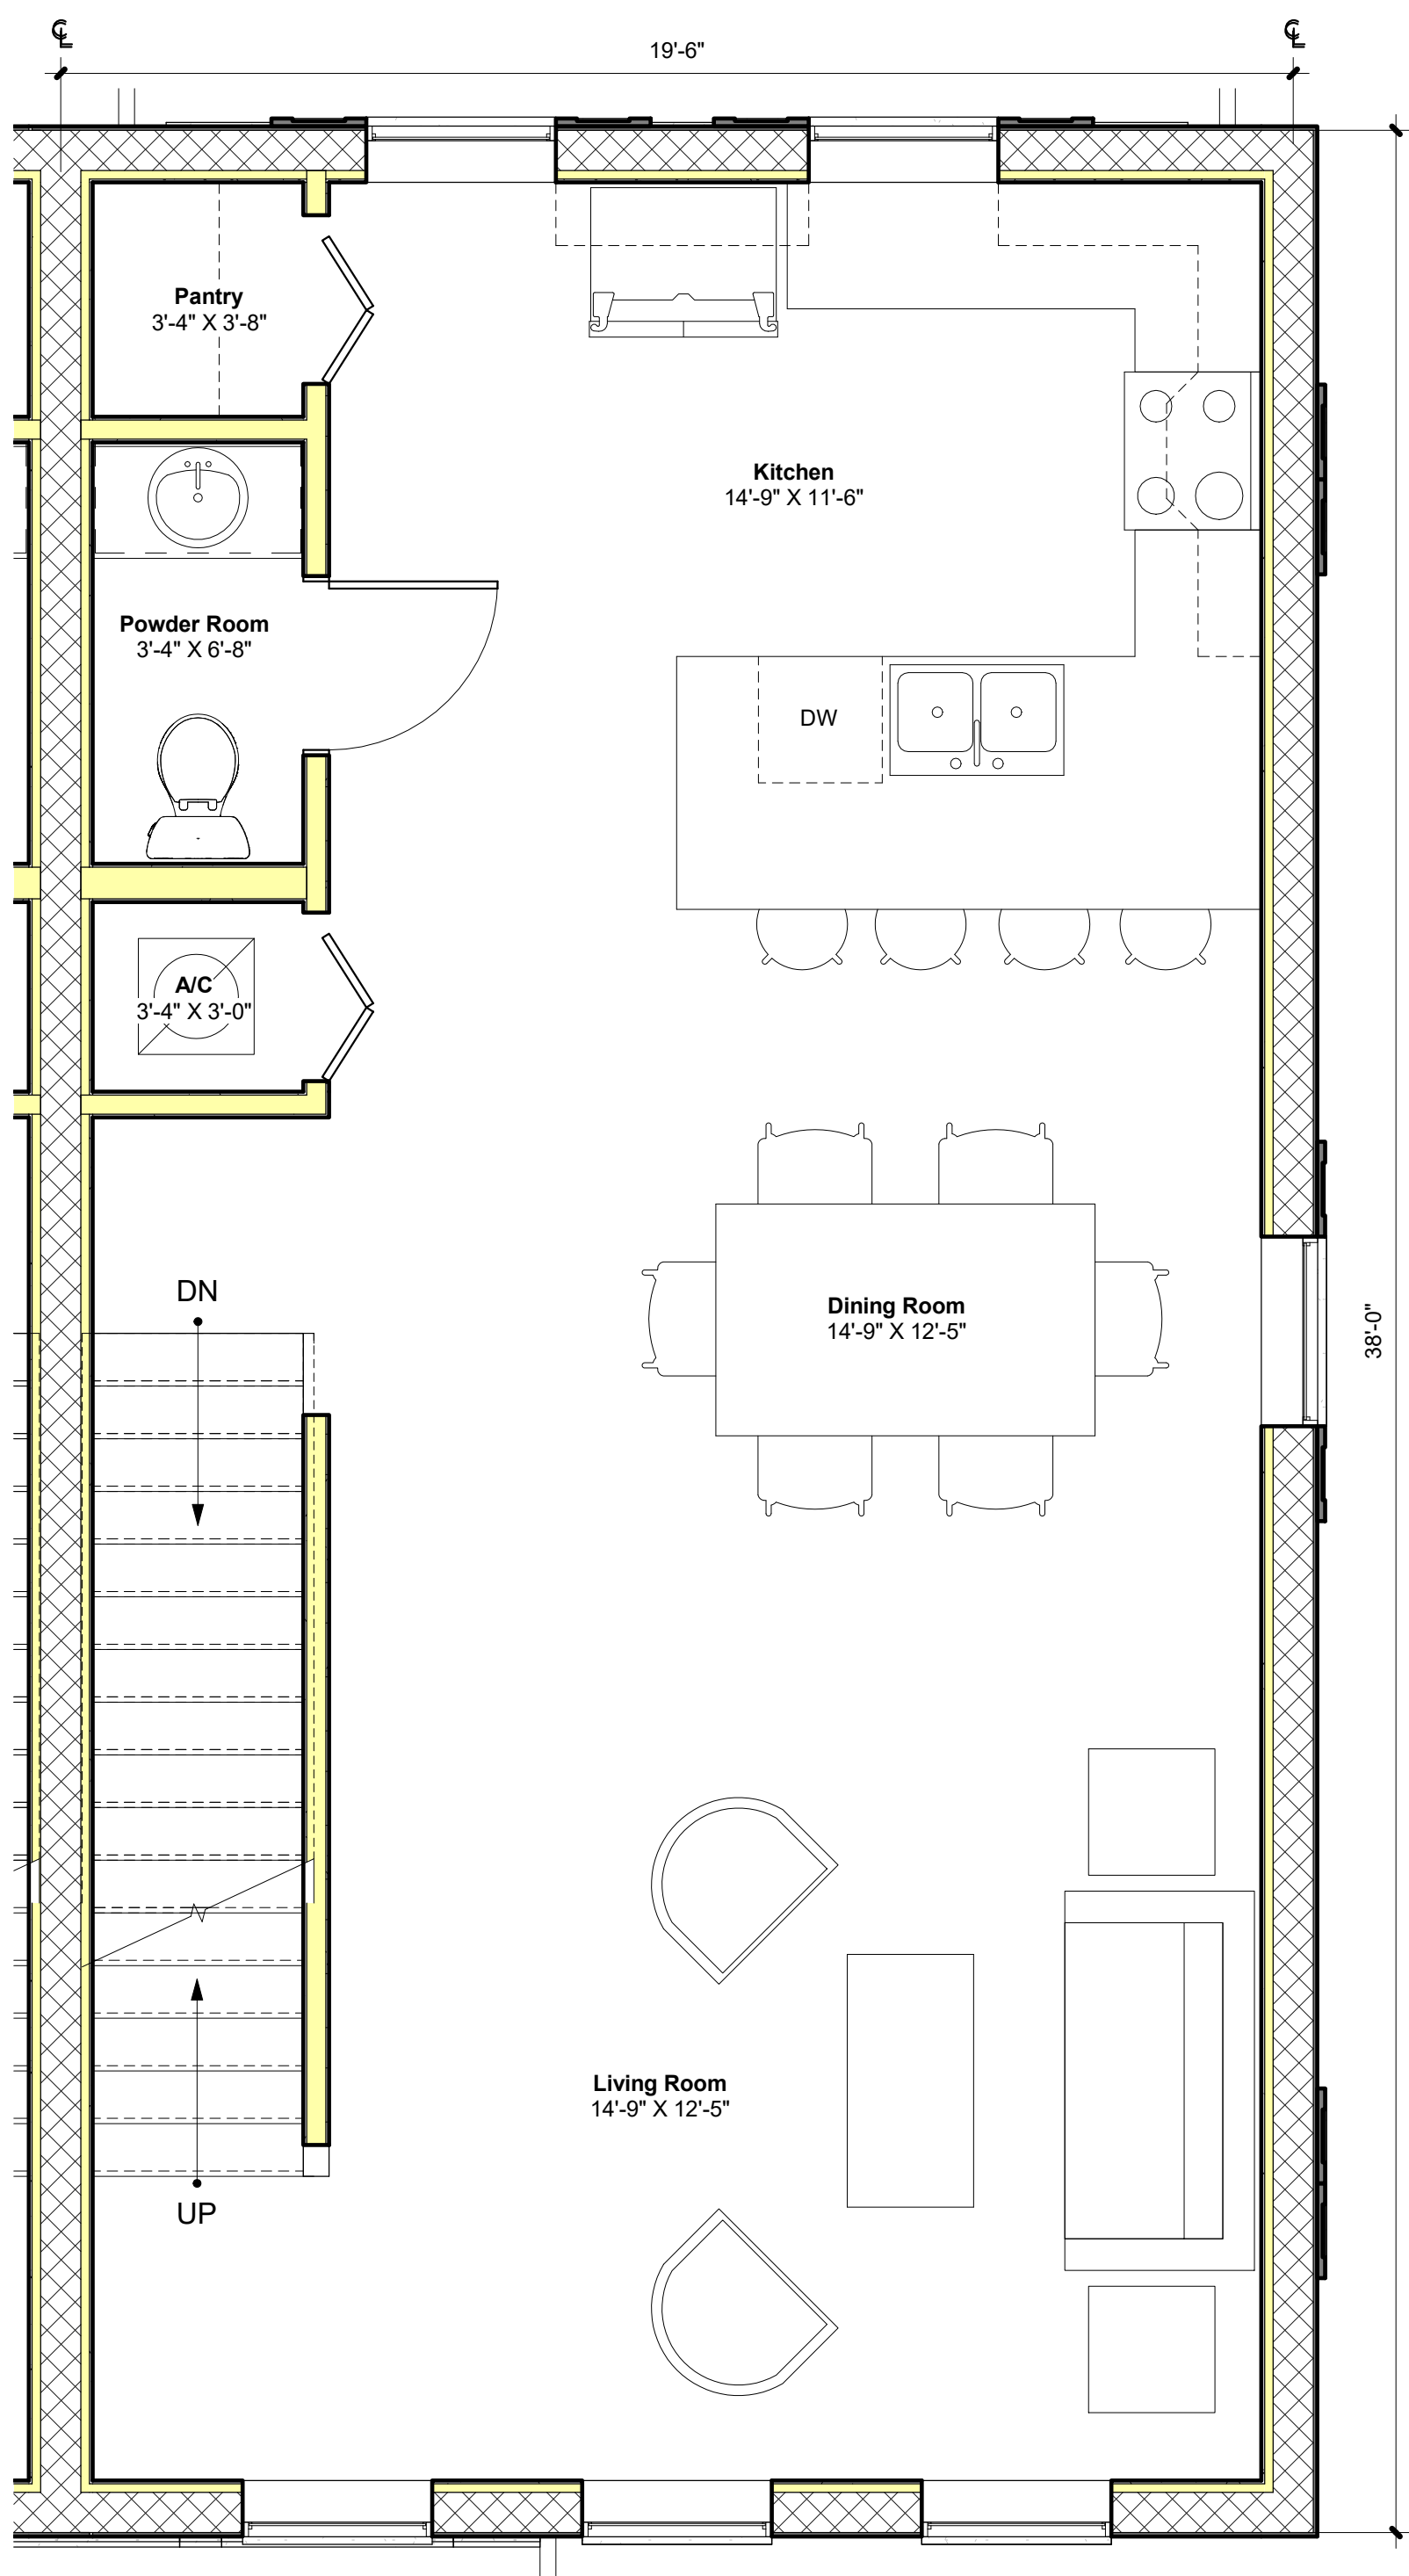 ℄
℄
19'-6"
Pantry
3'-4" X 3'-8"
Kitchen
14'-9" X 11'-6"
Powder Room
3'-4" X 6'-8"
DW
A/C
3'-4" X 3'-0"
DN
Dining Room
14'-9" X 12'-5"
38'-0"
Living Room
14'-9" X 12'-5"
UP